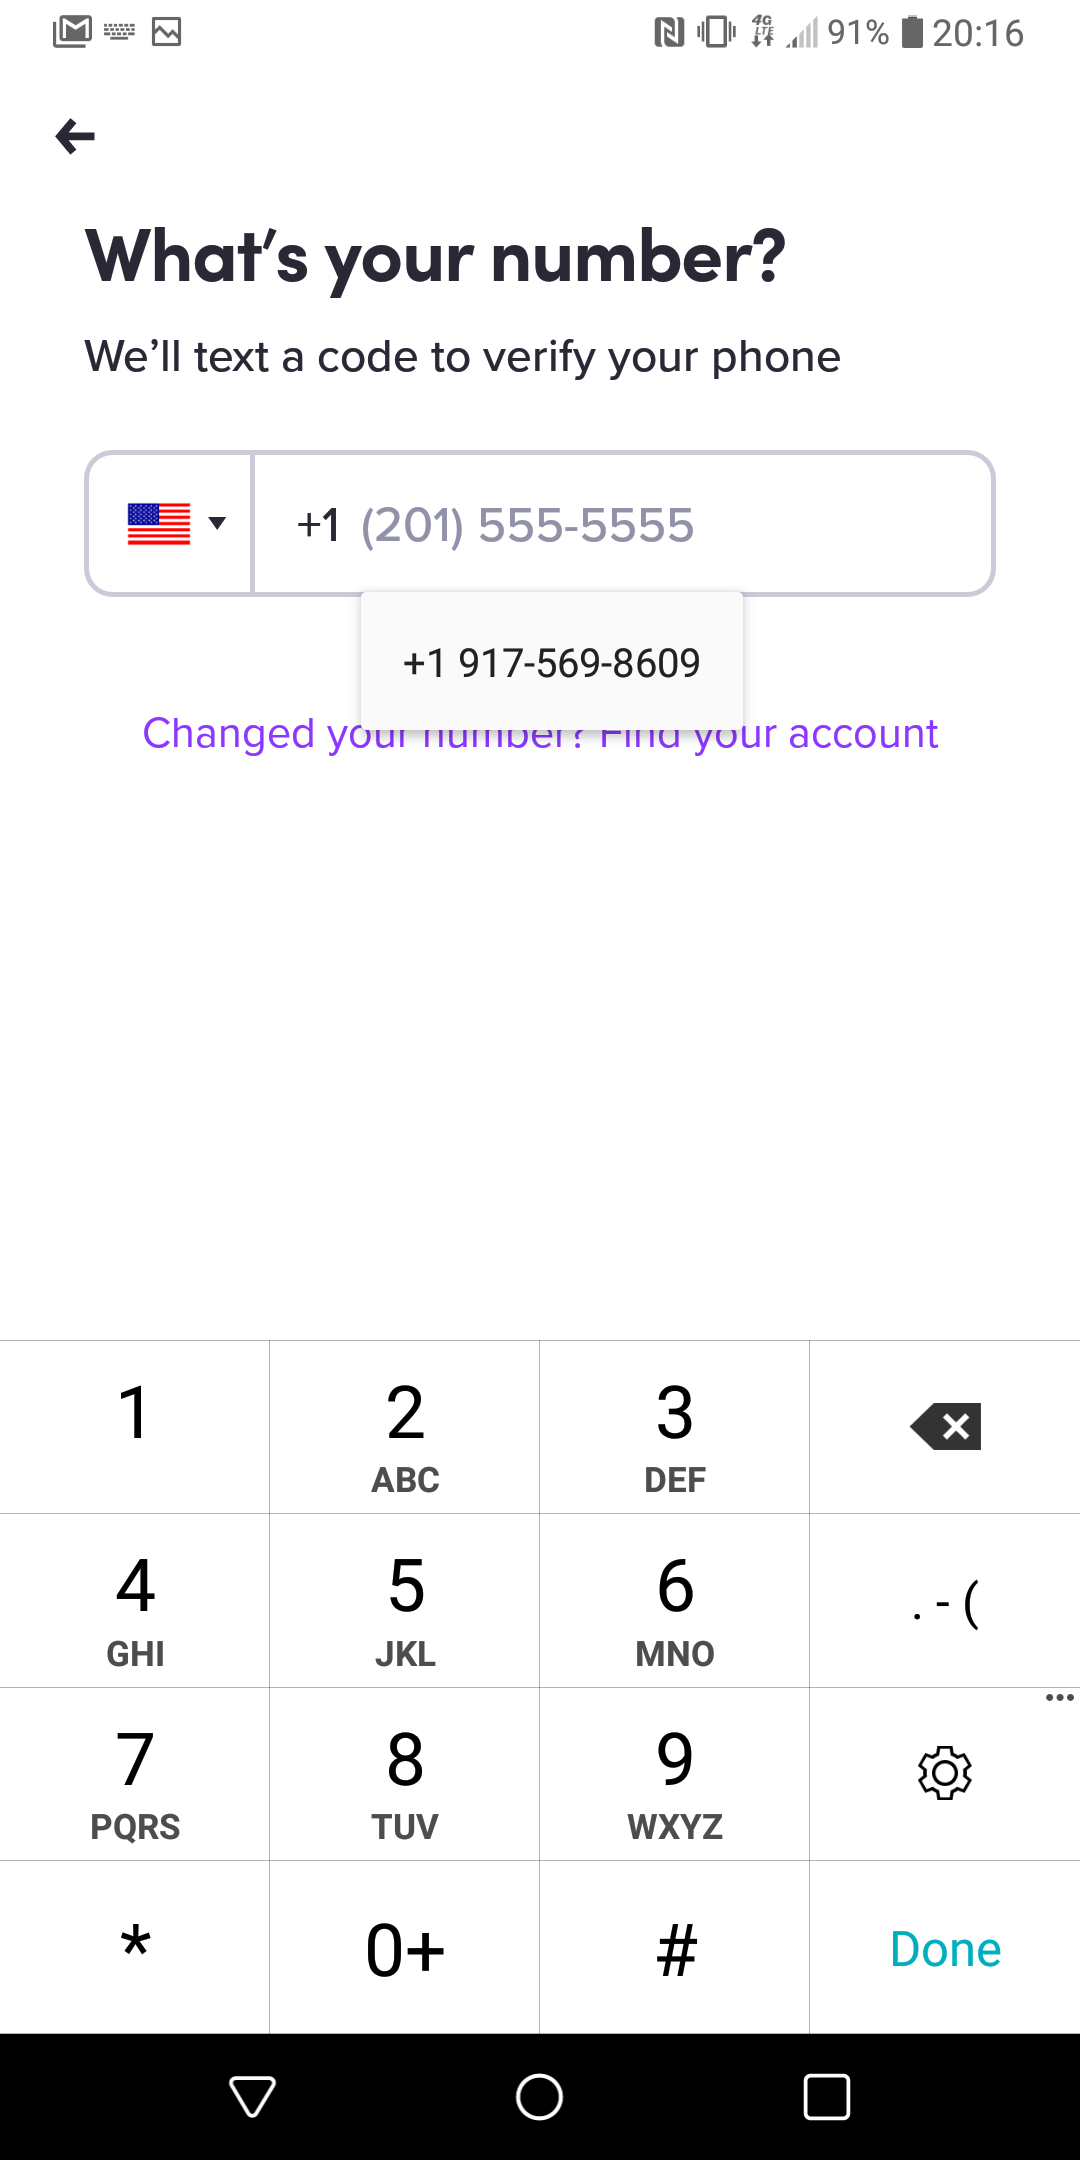 4G LTE 91% 20:16
What's your number?
We'll text a code to verify your phone
+1 (201) 555-5555
+1 917-569-8609
Changed your number? Find your account
1 2 3
ABC DEF
4 5 6 . - (
GHI JKL MNO
...
7 8 9
PQRS TUV WXYZ
* 0+ # Done